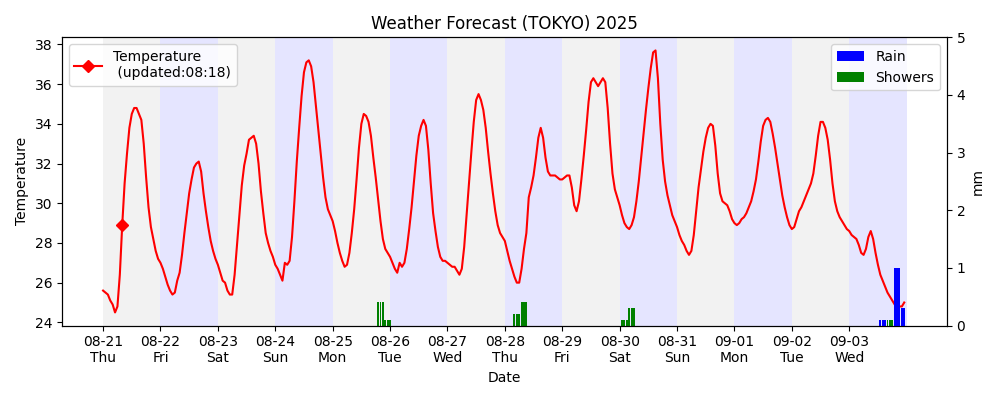 Weather Forecast (TOKYO) 2025
Temperature
(updated:08:18)
Rain
Showers
38
36
34
32
30
28
26
24
Temperature
5
4
3
2
1
0
mm
08-21 08-22 08-23 08-24 08-25 08-26 08-27 08-28 08-29 08-30 08-31 09-01 09-02 09-03
Thu Fri Sat Sun Mon Tue Wed Thu Fri Sat Sun Mon Tue Wed
Date